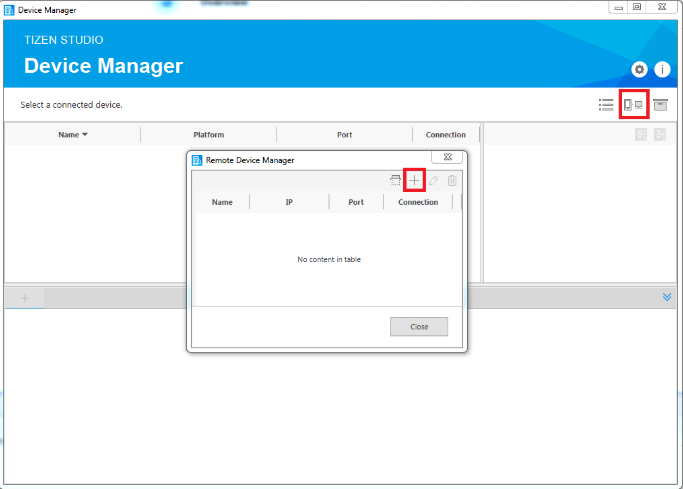 Overview
Device Manager
TIZEN STUDIO
Device Manager
i
Select a connected device.
Name Platform Port Connection
Remote Device Manager
Name IP Port Connection
No content in table
Close